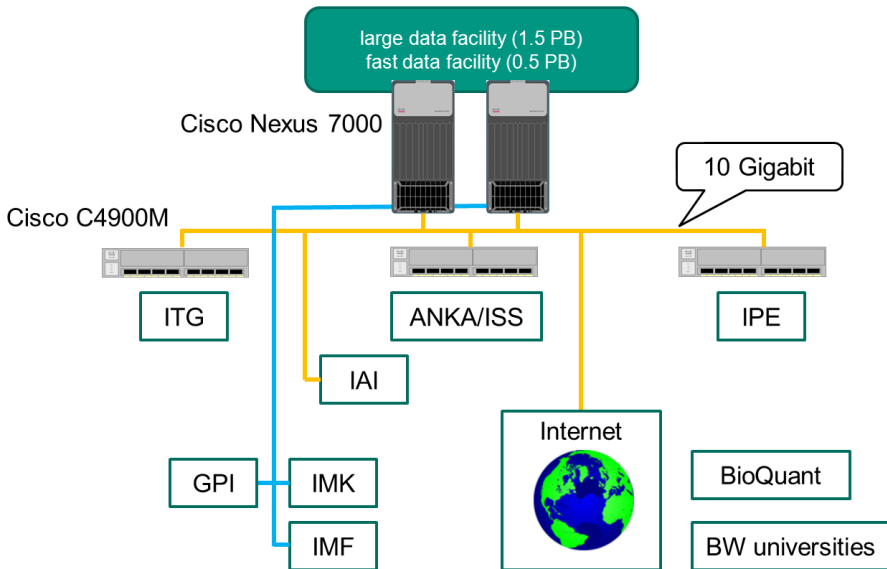 large data facility (1.5 PB)
fast data facility (0.5 PB)
Cisco Nexus 7000
10 Gigabit
Cisco C4900M
ITG
ANKA/ISS
IPE
IAI
Internet
GPI
IMK
BioQuant
IMF
BW universities